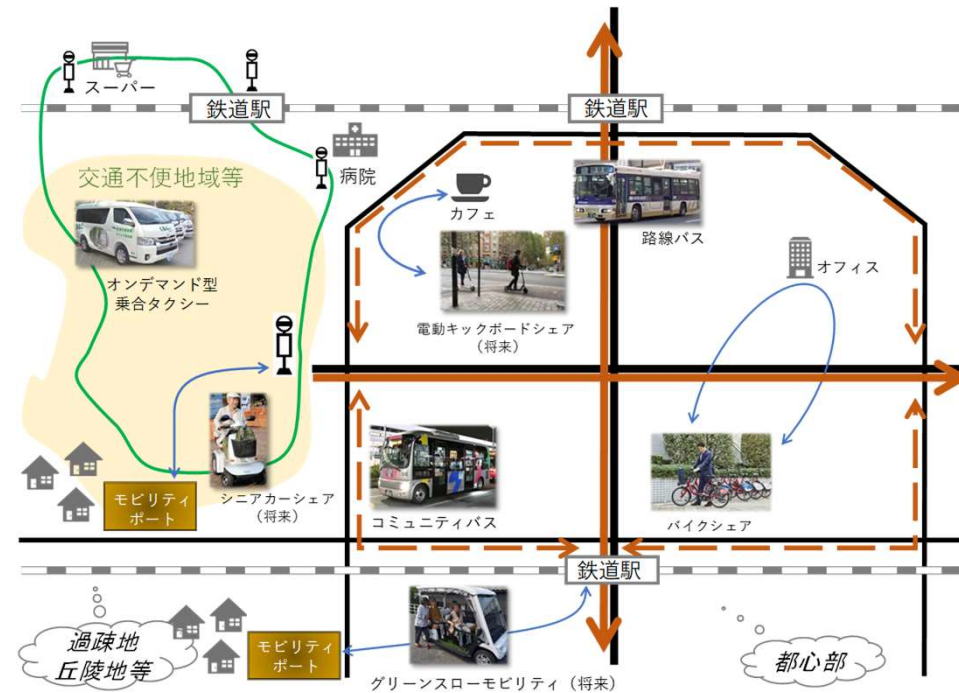 スーパー
鉄道駅
鉄道駅
病院
交通不便地域等
カフェ
路線バス
オフィス
オンデマンド型
乗合タクシー
電動キックボードシェア
（将来）
モビリティ
ポート
シニアカーシェア
（将来）
コミュニティバス
バイクシェア
鉄道駅
過疎地
丘陵地等
モビリティ
ポート
都心部
グリーンスローモビリティ（将来）